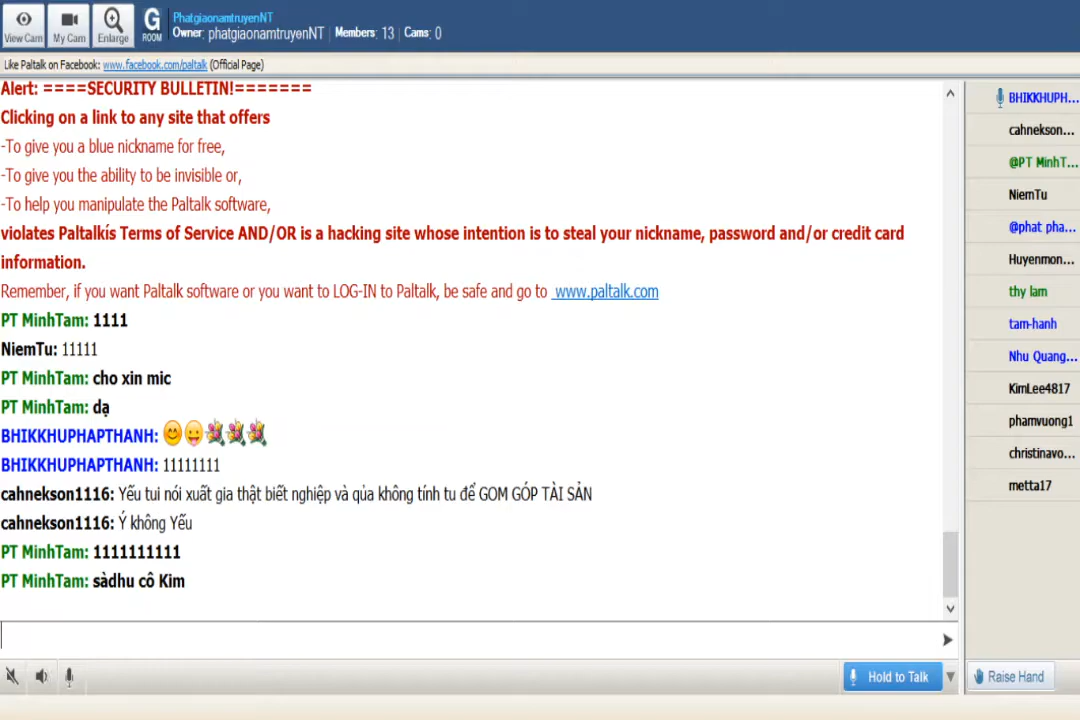 PhatgiaonamtruyenNT
Owner: phatgiaonamtruyenNT Members: 13 Cams: 0
View Cam My Cam Enlarge G ROOM
Like Paltalk on Facebook: www.facebook.com/paltalk (Official Page)
Alert: ====SECURITY BULLETIN!=======
Clicking on a link to any site that offers
-To give you a blue nickname for free,
-To give you the ability to be invisible or,
-To help you manipulate the Paltalk software,
violates Paltalkís Terms of Service AND/OR is a hacking site whose intention is to steal your nickname, password and/or credit card
information.
Remember, if you want Paltalk software or you want to LOG-IN to Paltalk, be safe and go to www.paltalk.com
PT MinhTam: 1111
NiemTu: 11111
PT MinhTam: cho xin mic
PT MinhTam: dạ
BHIKKHUPHAPTHANH:
BHIKKHUPHAPTHANH: 11111111
cahnekson1116: Yếu tui nói xuất gia thật biết nghiệp và qủa không tính tu để GOM GÓP TÀI SẢN
cahnekson1116: Ý không Yếu
PT MinhTam: 1111111111
PT MinhTam: sàdhu cô Kim
BHIKKHUPH...
cahnekson...
@PT MinhT...
NiemTu
@phat pha...
Huyenmon...
thy lam
tam-hanh
Nhu Quang...
KimLee4817
phamvuong1
christinavo...
metta17
Hold to Talk
Raise Hand